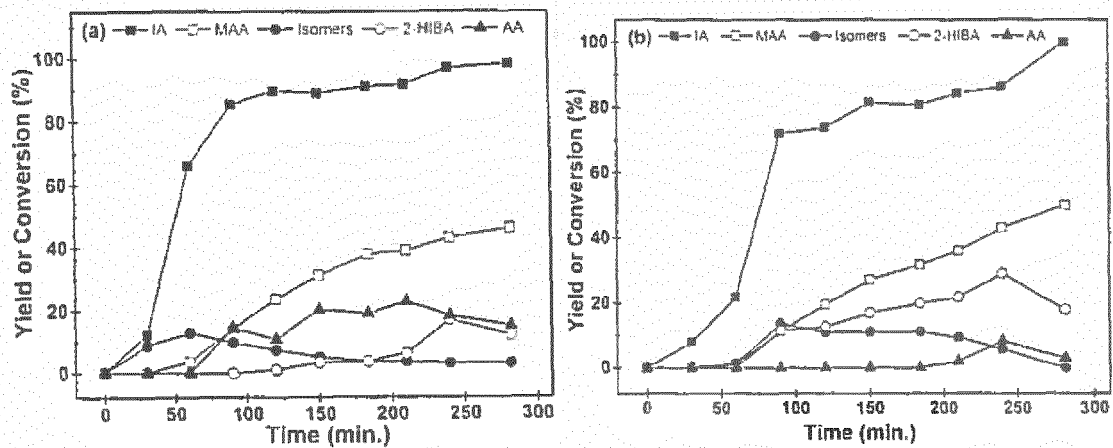 (a) IA MAA Isomers 2-HIBA AA
100
80
60
40
20
0
Yield or Conversion (%)
0 50 100 150 200 250 300
Time (min.)
(b) IA MAA Isomers 2-HIBA AA
100
80
60
40
20
0
Yield or Conversion (%)
0 50 100 150 200 250 300
Time (min.)